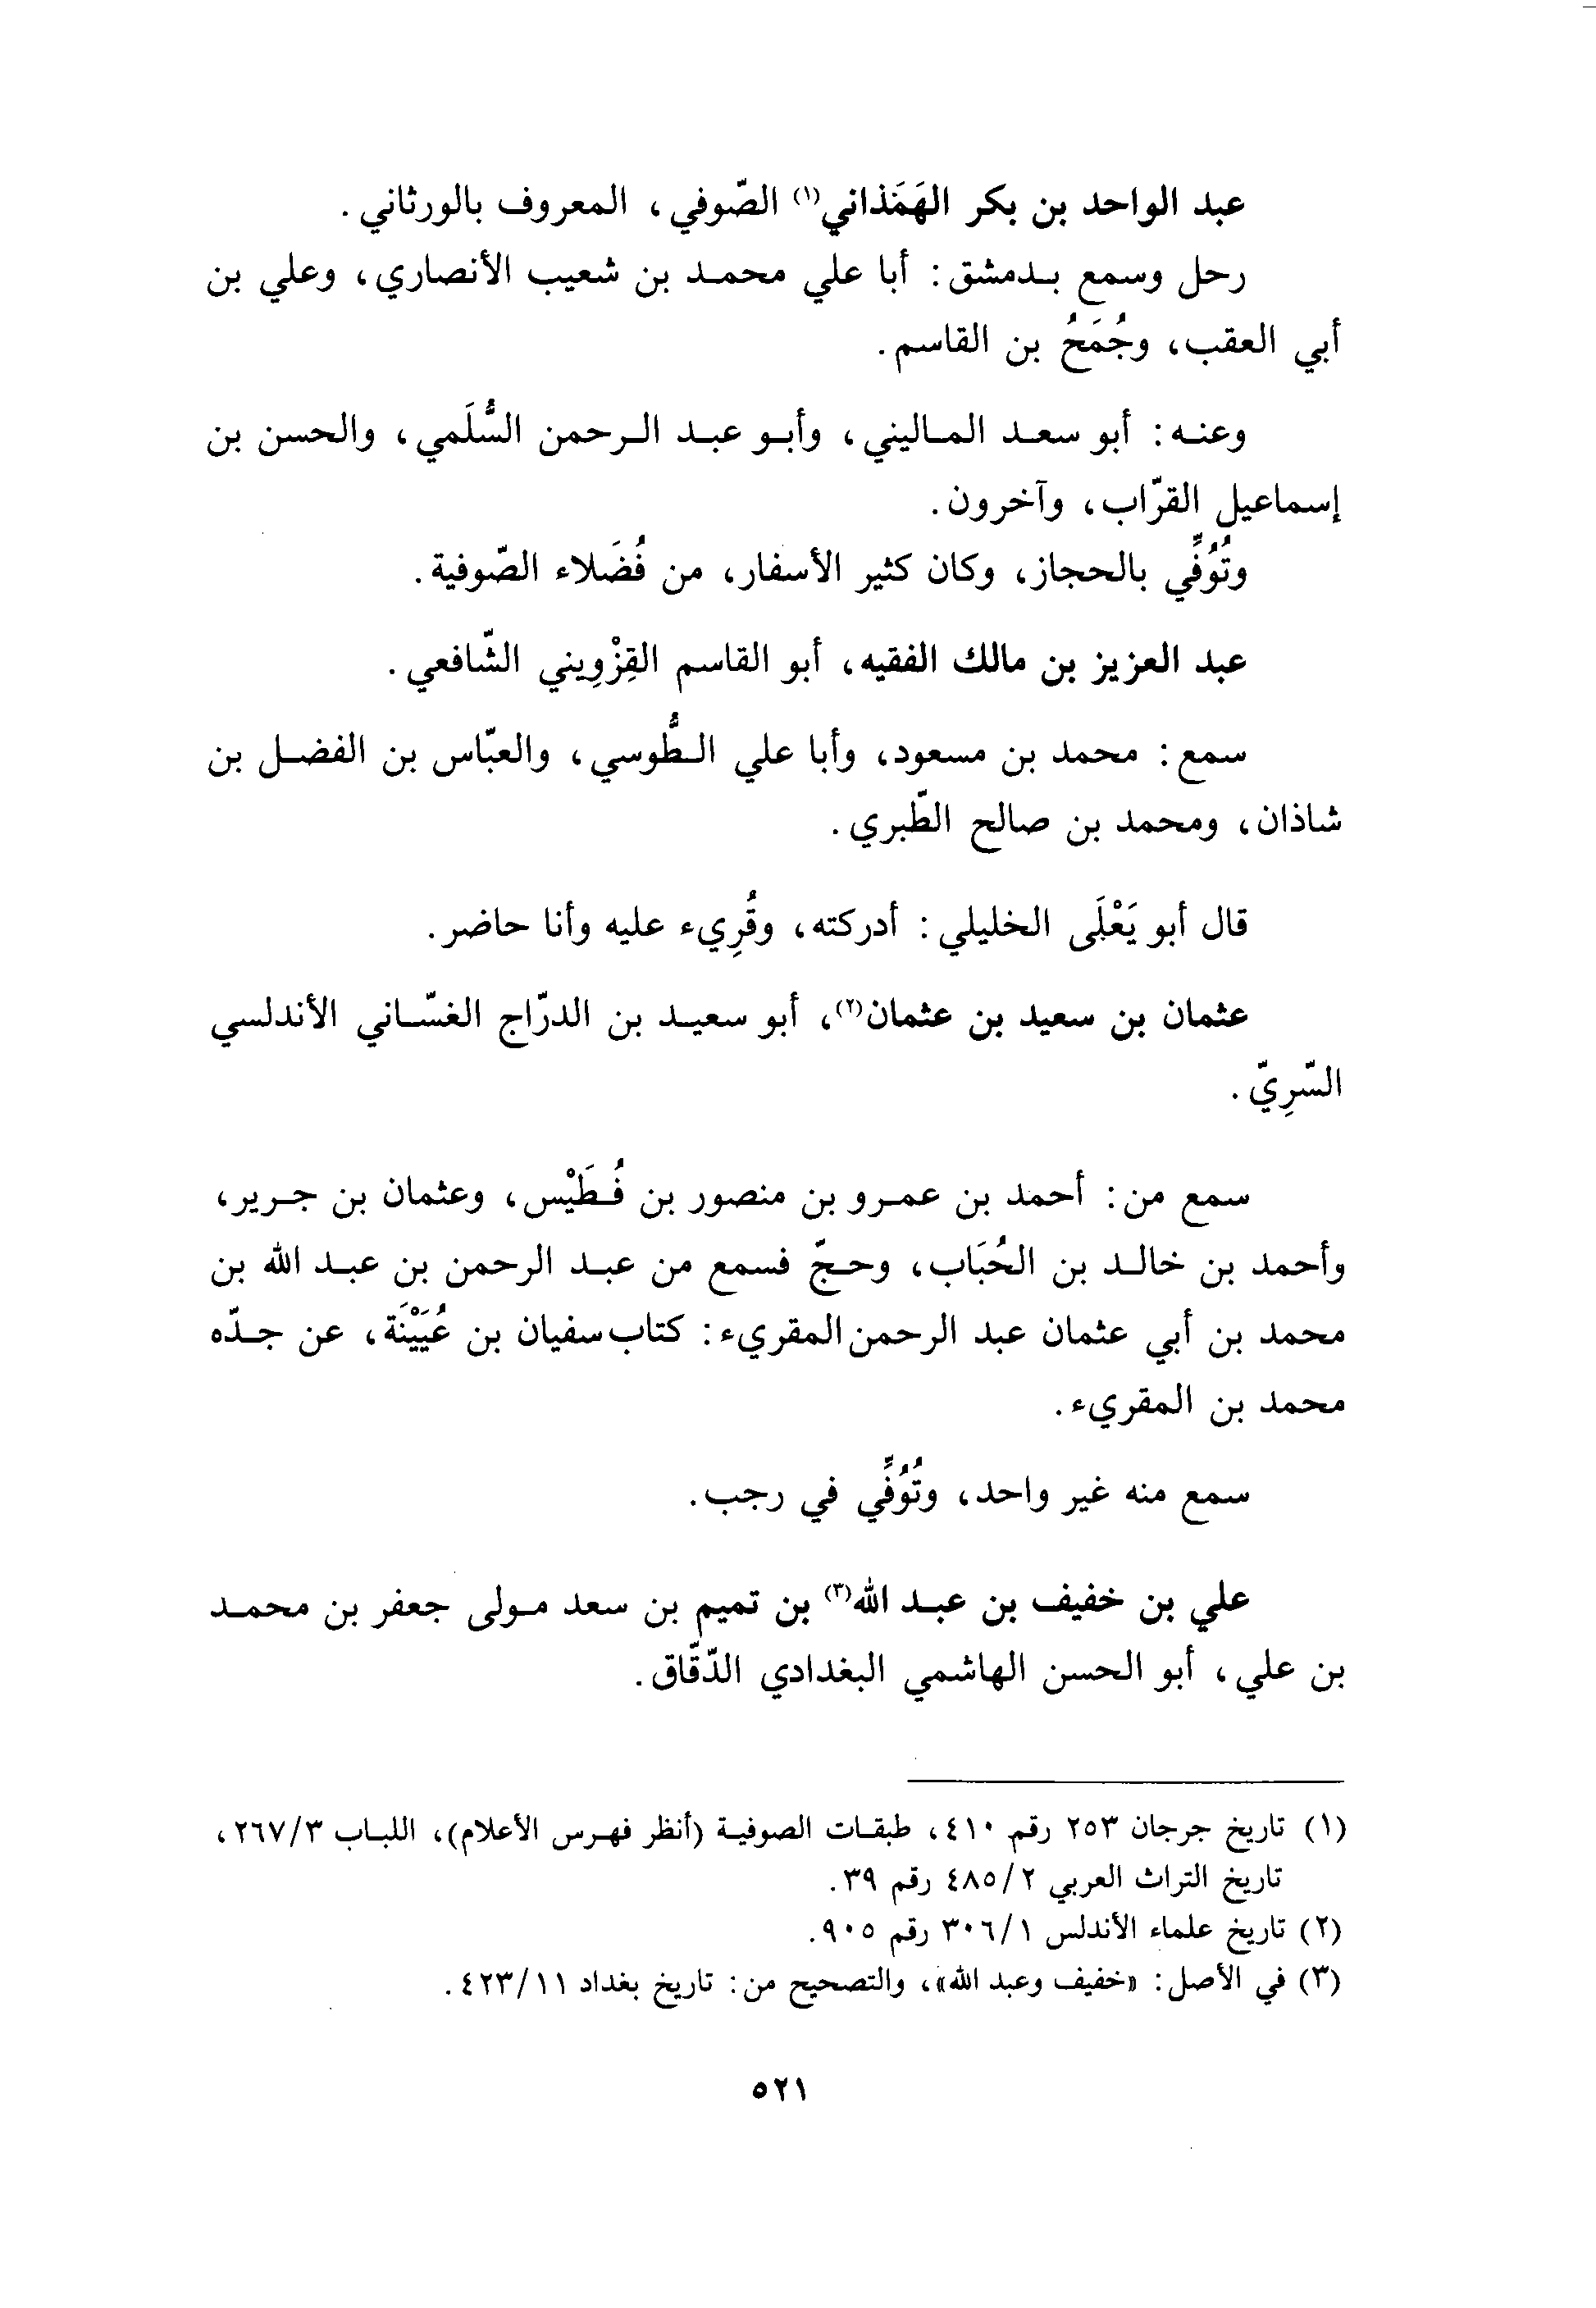 عبد الواحد بن بكر الهَمَذاني(١) الصّوفي، المعروف بالورثاني.
رحل وسمع بدمشق: أبا علي محمد بن شعيب الأنصاري، وعلي بن
أبي العقب، وجُمَحُ بن القاسم.
وعنه: أبو سعد الماليني، وأبو عبد الرحمن السُّلَمي، والحسن بن
إسماعيل القرّاب، وآخرون.
وتُوُفِّي بالحجاز، وكان كثير الأسفار، من فُضَلاء الصّوفية.
عبد العزيز بن مالك الفقيه، أبو القاسم القِزْوِيني الشّافعي.
سمع: محمد بن مسعود، وأبا علي الطُّوسي، والعبّاس بن الفضل بن
شاذان، ومحمد بن صالح الطّبري.
قال أبو يَعْلَى الخليلي: أدركته، وقُرِيء عليه وأنا حاضر.
عثمان بن سعيد بن عثمان(٢)، أبو سعيد بن الدرّاج الغسّاني الأندلسي
السّرِيّ.
سمع من: أحمد بن عمرو بن منصور بن فُطَيْس، وعثمان بن جرير،
وأحمد بن خالد بن الحُبَاب، وحجّ فسمع من عبد الرحمن بن عبد الله بن
محمد بن أبي عثمان عبد الرحمن المقريء: كتاب سفيان بن عُيَيْنَة، عن جدّه
محمد بن المقريء.
سمع منه غير واحد، وتُوُفِّي في رجب.
علي بن خفيف بن عبد الله(٣) بن تميم بن سعد مولى جعفر بن محمد
بن علي، أبو الحسن الهاشمي البغدادي الدّقّاق.
(١) تاريخ جرجان ٢٥٣ رقم ٤١٠، طبقات الصوفية (أنظر فهرس الأعلام)، اللباب ٢٦٧/٣،
تاريخ التراث العربي ٤٨٥/٢ رقم ٣٩.
(٢) تاريخ علماء الأندلس ٣٠٦/١ رقم ٩٠٥.
(٣) في الأصل: «خفيف وعبد الله»، والتصحيح من: تاريخ بغداد ٤٢٣/١١.
٥٢١